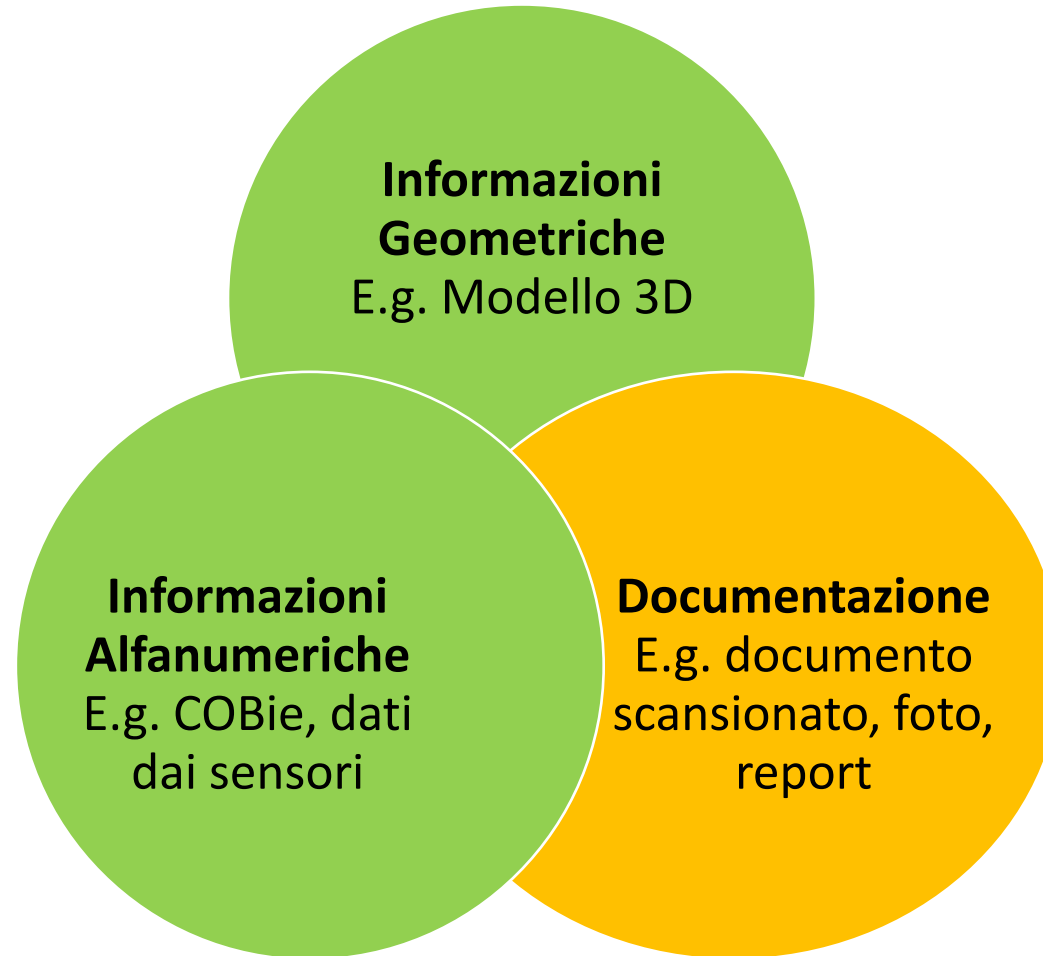 Informazioni
Geometriche
E.g. Modello 3D
Informazioni
Alfanumeriche
E.g. COBie, dati
dai sensori
Documentazione
E.g. documento
scansionato, foto,
report